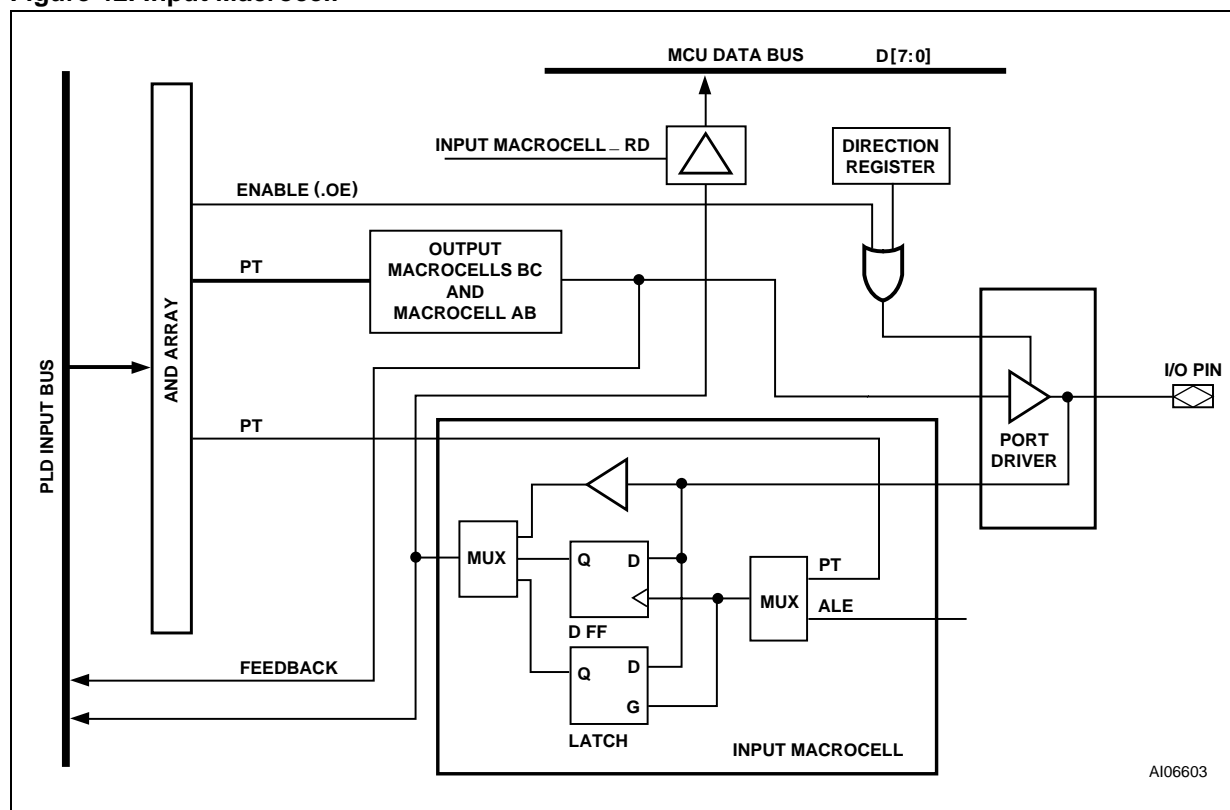 MCU DATA BUS D[7:0]
INPUT MACROCELL_ RD
DIRECTION
REGISTER
ENABLE (.OE)
PT
OUTPUT
MACROCELLS BC
AND
MACROCELL AB
PLD INPUT BUS
AND ARRAY
I/O PIN
PORT
DRIVER
PT
MUX
Q D
D FF
MUX
PT
ALE
Q D
G
LATCH
FEEDBACK
INPUT MACROCELL
AI06603